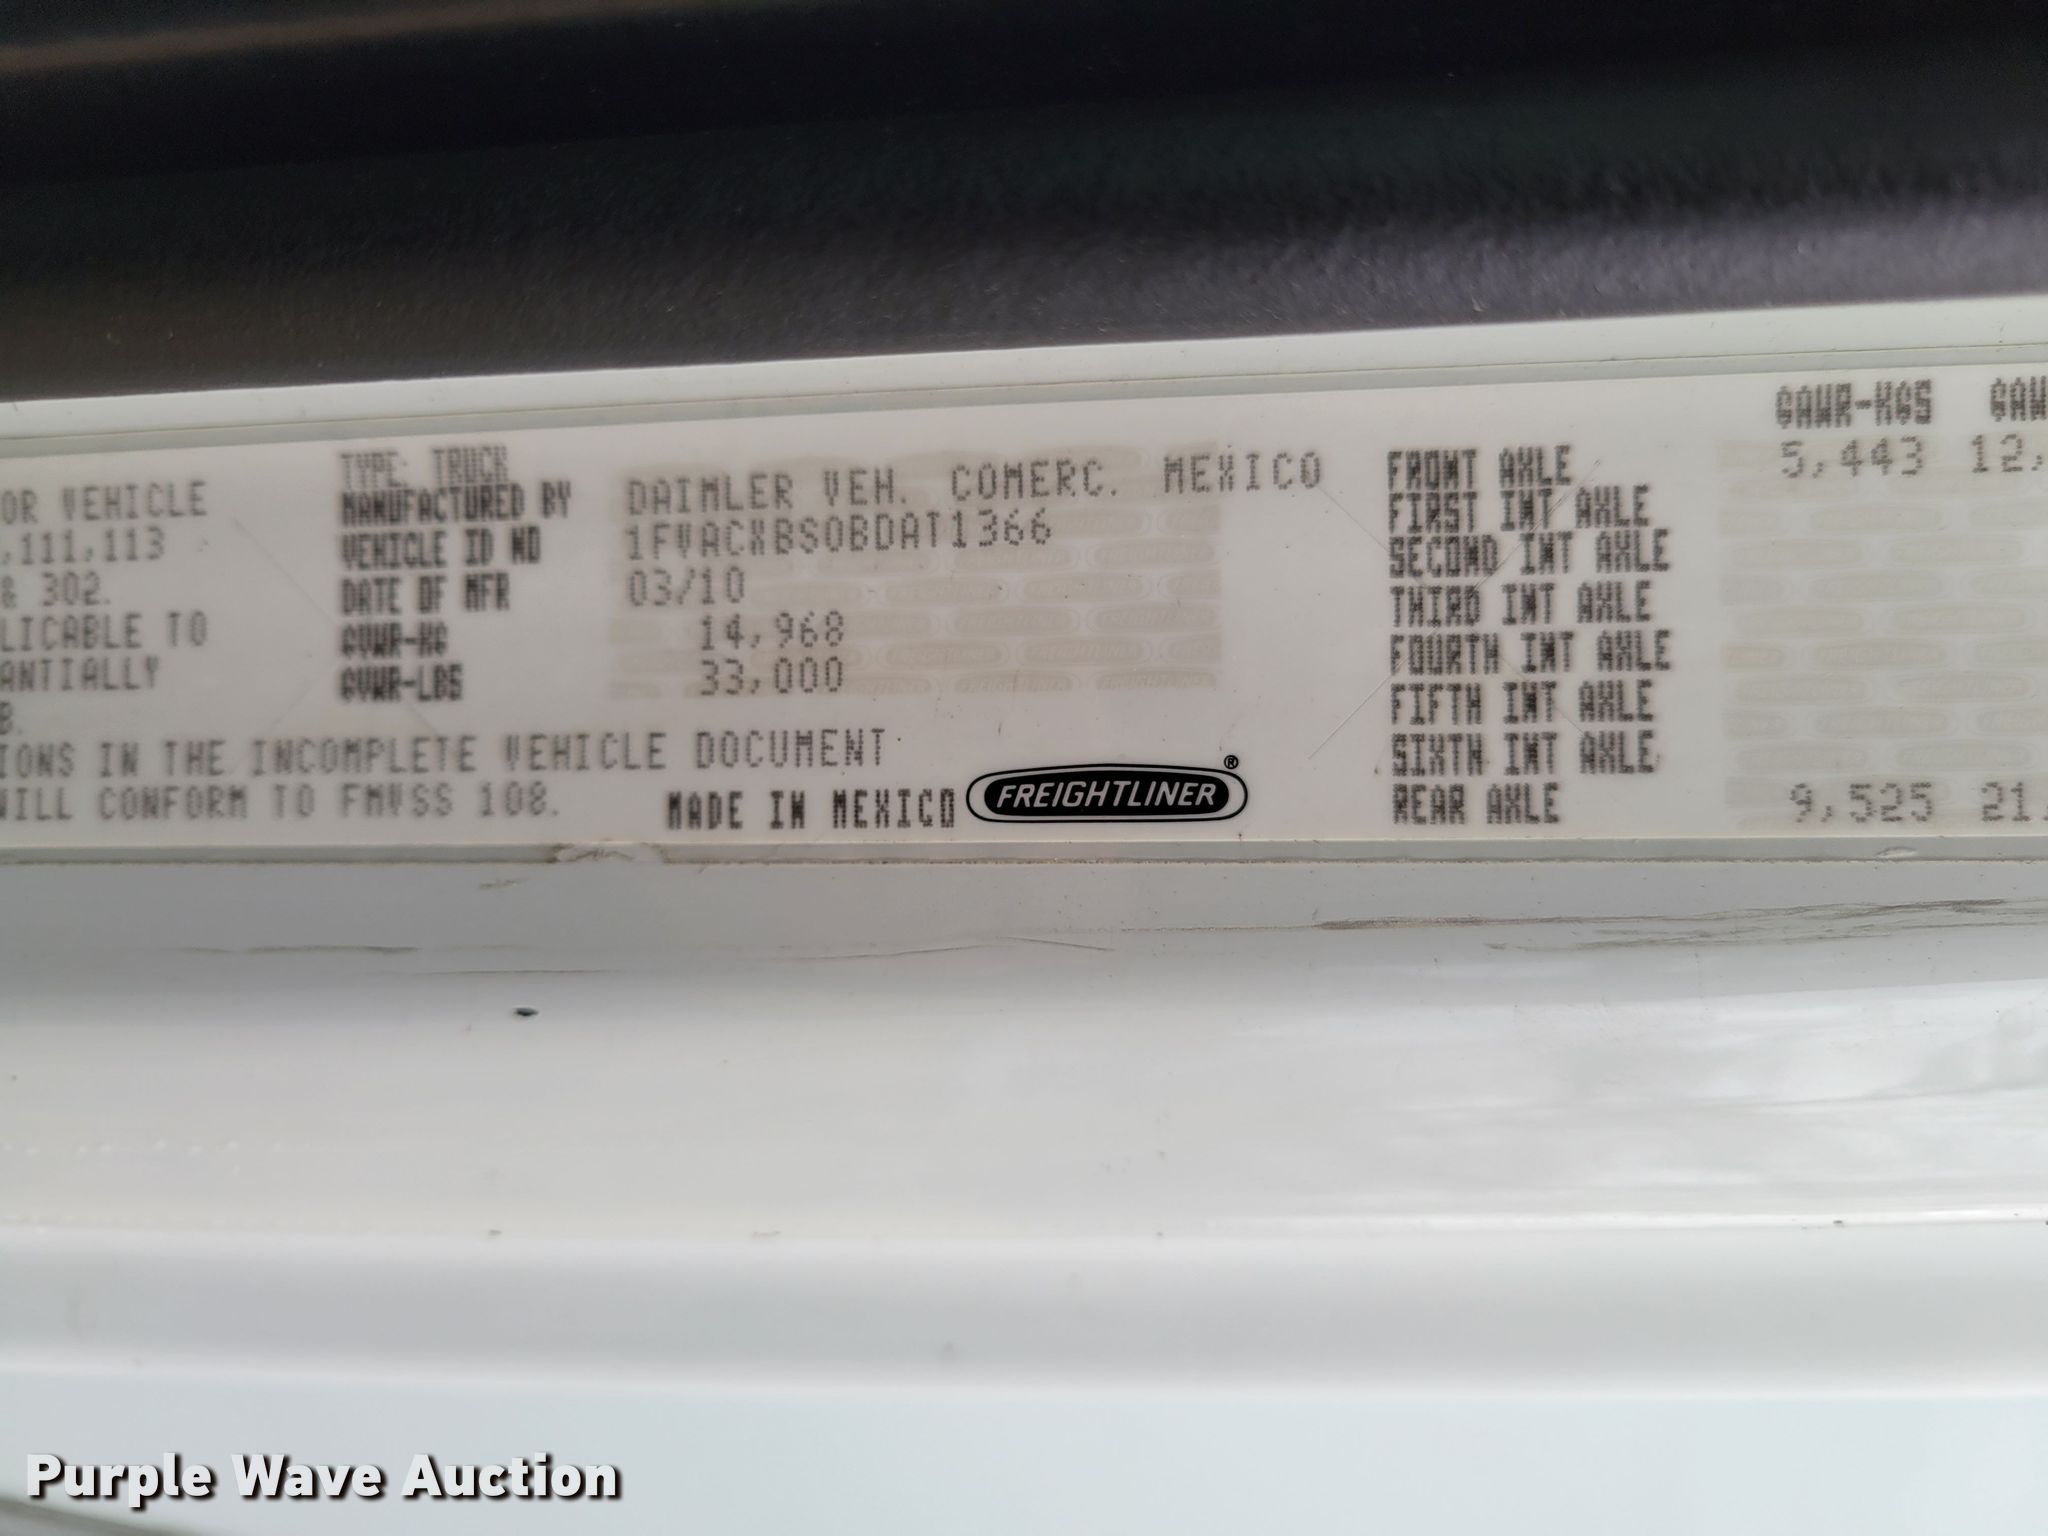 OR VEHICLE
,111,113
& 302.
LICABLE TO
ANTIALLY
B.
IONS IN THE INCOMPLETE VEHICLE DOCUMENT
WILL CONFORM TO FMVSS 108.
TYPE: TRUCK
MANUFACTURED BY DAIMLER VEH. COMERC. MEXICO
VEHICLE ID NO 1FVACXBS0BDAT1366
DATE OF MFR 03/10
GVWR-KG 14,968
GVWR-LBS 33,000
MADE IN MEXICO FREIGHTLINER®
GAWR-KGS GAW
FRONT AXLE 5,443 12,
FIRST INT AXLE
SECOND INT AXLE
THIRD INT AXLE
FOURTH INT AXLE
FIFTH INT AXLE
SIXTH INT AXLE
REAR AXLE 9,525 21,
Purple Wave Auction